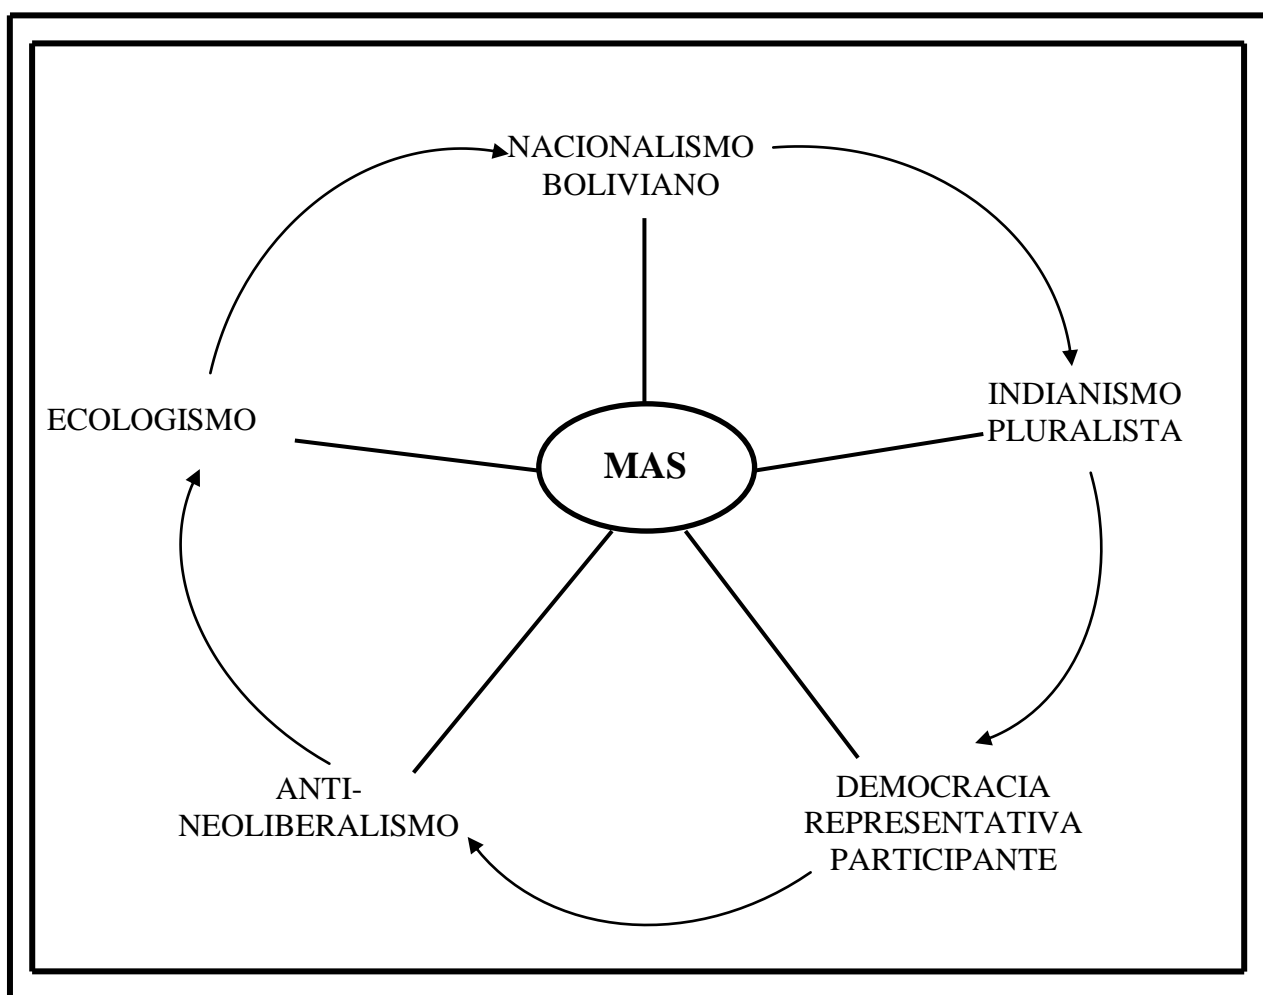 NACIONALISMO
BOLIVIANO
INDIANISMO
PLURALISTA
ECOLOGISMO
MAS
DEMOCRACIA
REPRESENTATIVA
PARTICIPANTE
ANTI-
NEOLIBERALISMO